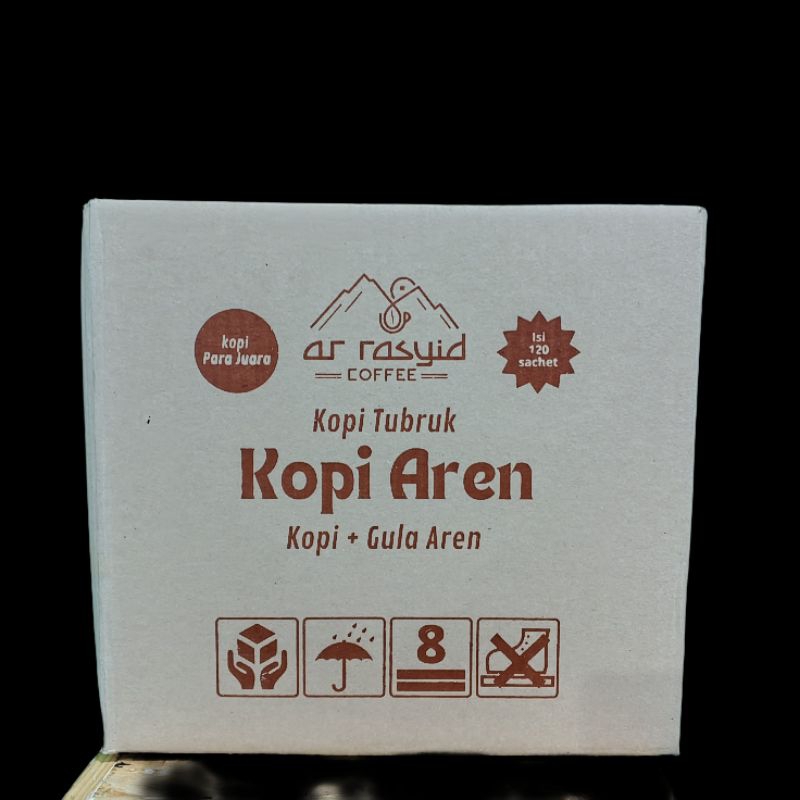 kopi
Para Juara
ar rasyid
COFFEE
Isi
120
sachet
Kopi Tubruk
Kopi Aren
Kopi + Gula Aren
8